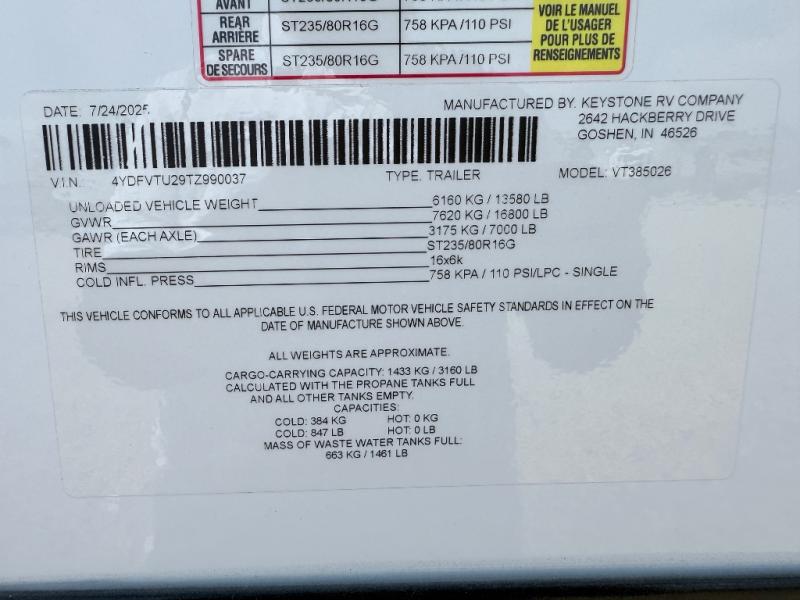 AVANT
REAR ST235/80R16G 758 KPA /110 PSI
ARRIÈRE
SPARE ST235/80R16G 758 KPA /110 PSI
DE SECOURS
VOIR LE MANUEL
DE L'USAGER
POUR PLUS DE
RENSEIGNEMENTS
DATE: 7/24/2025
MANUFACTURED BY: KEYSTONE RV COMPANY
2642 HACKBERRY DRIVE
GOSHEN, IN 46526
V.I.N. 4YDFVTU29TZ990037 TYPE: TRAILER MODEL: VT385026
UNLOADED VEHICLE WEIGHT 6160 KG / 13580 LB
GVWR 7620 KG / 16800 LB
GAWR (EACH AXLE) 3175 KG / 7000 LB
TIRE ST235/80R16G
RIMS 16x6k
COLD INFL. PRESS 758 KPA / 110 PSI/LPC - SINGLE
THIS VEHICLE CONFORMS TO ALL APPLICABLE U.S. FEDERAL MOTOR VEHICLE SAFETY STANDARDS IN EFFECT ON THE
DATE OF MANUFACTURE SHOWN ABOVE.
ALL WEIGHTS ARE APPROXIMATE.
CARGO-CARRYING CAPACITY: 1433 KG / 3160 LB
CALCULATED WITH THE PROPANE TANKS FULL
AND ALL OTHER TANKS EMPTY.
CAPACITIES:
COLD: 384 KG HOT: 0 KG
COLD: 847 LB HOT: 0 LB
MASS OF WASTE WATER TANKS FULL:
663 KG / 1461 LB